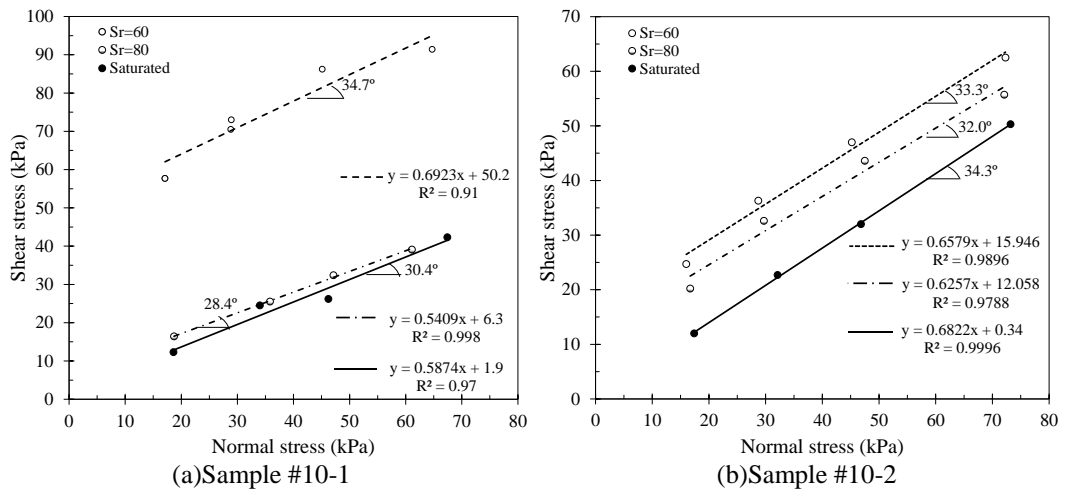 100
90
80
70
60
50
40
30
20
10
0
0 10 20 30 40 50 60 70 80
Shear stress (kPa)
Normal stress (kPa)
Sr=60
Sr=80
Saturated
34.7º
y = 0.6923x + 50.2
R² = 0.91
30.4º
28.4º
y = 0.5409x + 6.3
R² = 0.998
y = 0.5874x + 1.9
R² = 0.97
(a)Sample #10-1
70
60
50
40
30
20
10
0
0 10 20 30 40 50 60 70 80
Shear stress (kPa)
Normal stress (kPa)
Sr=60
Sr=80
Saturated
33.3º
32.0º
34.3º
y = 0.6579x + 15.946
R² = 0.9896
y = 0.6257x + 12.058
R² = 0.9788
y = 0.6822x + 0.34
R² = 0.9996
(b)Sample #10-2